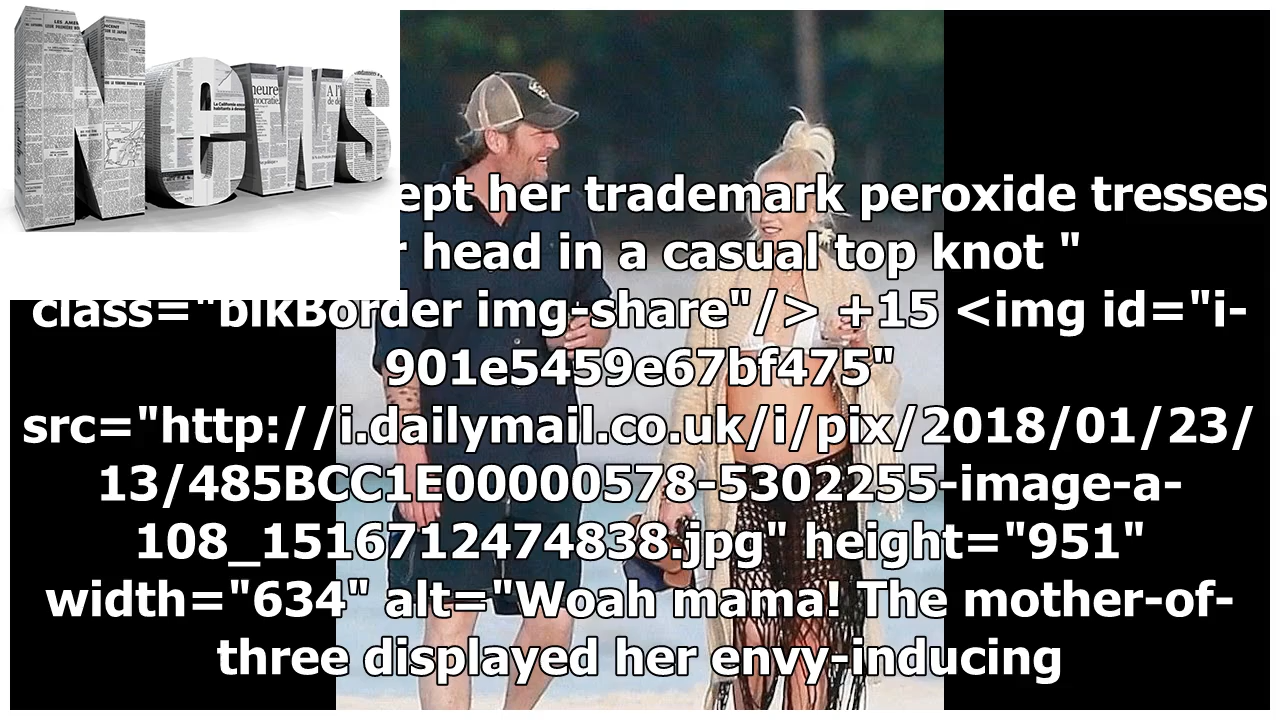 News
ept her trademark peroxide tresses
head in a casual top knot "
class="blkBorder img-share"/> +15 <img id="i-
901e5459e67bf475"
src="http://i.dailymail.co.uk/i/pix/2018/01/23/
13/485BCC1E00000578-5302255-image-a-
108_1516712474838.jpg" height="951"
width="634" alt="Woah mama! The mother-of-
three displayed her envy-inducing